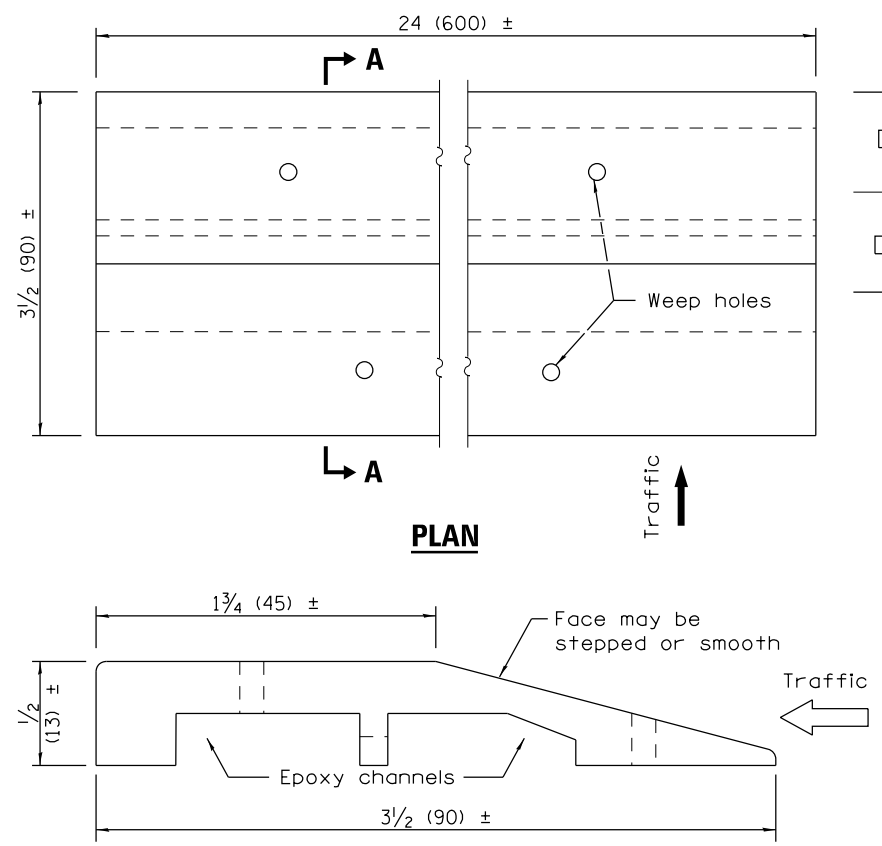 24 (600) ±
A
3½ (90) ±
Weep holes
A
Traffic
PLAN
1¾ (45) ±
Face may be
stepped or smooth
Traffic
½
(13) ±
Epoxy channels
3½ (90) ±